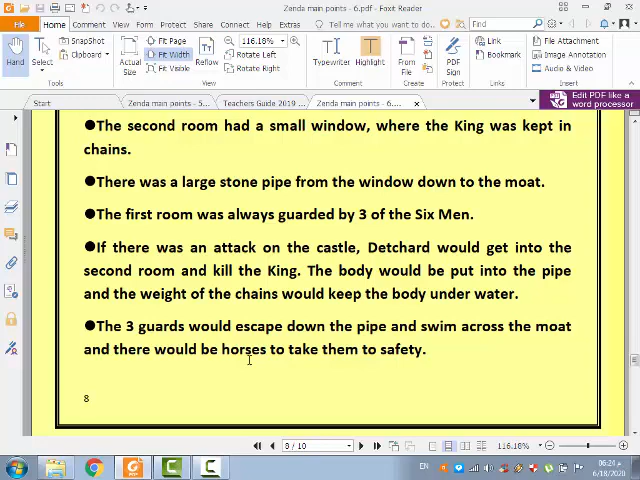 Zenda main points - 6.pdf - Foxit Reader
File Home Comment View Form Protect Share Connect Extras Tell me what you want to do... Find
Hand
Select
SnapShot
Clipboard
Actual Size
Fit Page
Fit Width
Fit Visible
Reflow
116.18%
Rotate Left
Rotate Right
Typewriter
Highlight
From File
PDF Sign
Link
Bookmark
File Attachment
Image Annotation
Audio & Video
Tools View Comment Create Protect Links Insert
Start Zenda main points - 5... Teachers Guide 2019 ... Zenda main points - 6....
Edit PDF like a word processor
●The second room had a small window, where the King was kept in
chains.
●There was a large stone pipe from the window down to the moat.
●The first room was always guarded by 3 of the Six Men.
●If there was an attack on the castle, Detchard would get into the
second room and kill the King. The body would be put into the pipe
and the weight of the chains would keep the body under water.
●The 3 guards would escape down the pipe and swim across the moat
and there would be horses to take them to safety.
8
8 / 10
116.18%
EN
06:24 م
6/18/2020